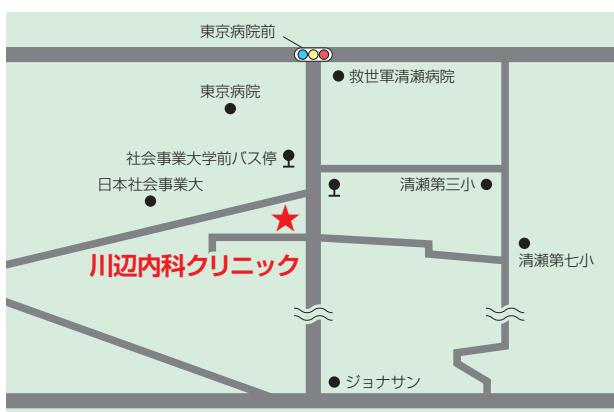 東京病院前
救世軍清瀬病院
東京病院
社会事業大学前バス停
日本社会事業大
清瀬第三小
川辺内科クリニック
清瀬第七小
ジョナサン